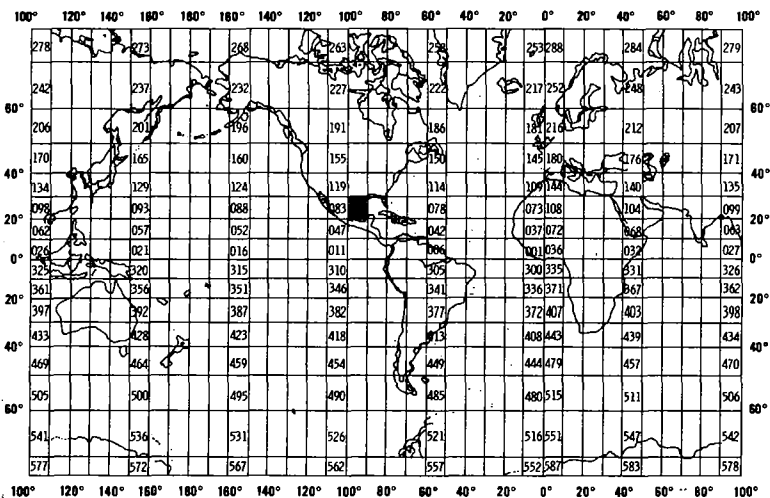 100° 120° 140° 160° 180° 160° 140° 120° 100° 80° 60° 40° 20° 0° 20° 40° 60° 80° 100°
278 273 268 263 258 253 288 284 279
242 237 232 227 222 217 252 248 243
60° 60°
206 201 196 191 186 181 216 212 207
170 165 160 155 150 145 180 176 171
40° 40°
134 129 124 119 114 109 144 140 135
098 093 088 083 078 073 108 104 099
20° 20°
062 057 052 047 042 037 072 068 063
026 021 016 011 006 001 036 032 027
0° 0°
325 320 315 310 305 300 335 331 326
361 356 351 346 341 336 371 367 362
20° 20°
397 392 387 382 377 372 407 403 398
433 428 423 418 413 408 443 439 434
40° 40°
469 464 459 454 449 444 479 457 470
505 500 495 490 485 480 515 511 506
60° 60°
541 536 531 526 521 516 551 547 542
577 572 567 562 557 552 587 583 578
100° 120° 140° 160° 180° 160° 140° 120° 100° 80° 60° 40° 20° 0° 20° 40° 60° 80° 100°